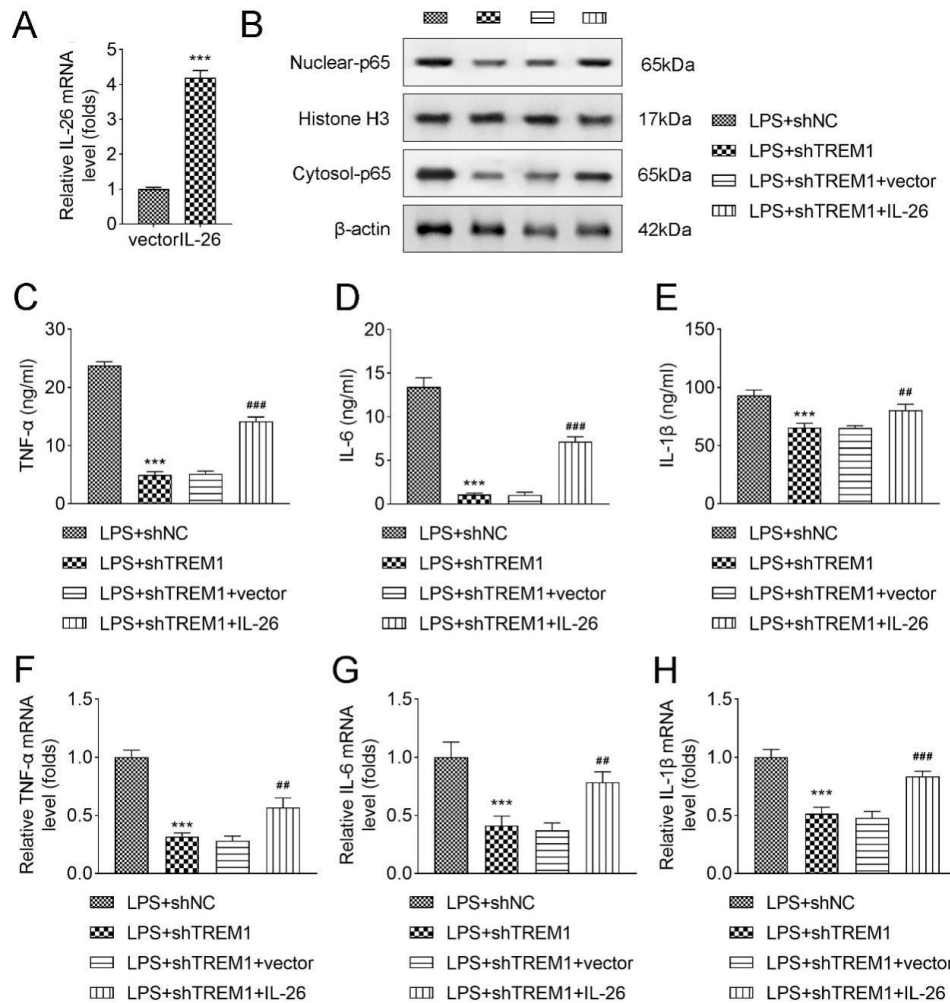 A
Relative IL-26 mRNA
level (folds)
5
4
3
2
1
0
***
vectorIL-26
B
Nuclear-p65
65kDa
Histone H3
17kDa
Cytosol-p65
65kDa
β-actin
42kDa
LPS+shNC
LPS+shTREM1
LPS+shTREM1+vector
LPS+shTREM1+IL-26
C
TNF-α (ng/ml)
30
20
10
0
***
###
LPS+shNC
LPS+shTREM1
LPS+shTREM1+vector
LPS+shTREM1+IL-26
D
IL-6 (ng/ml)
20
15
10
5
0
***
###
LPS+shNC
LPS+shTREM1
LPS+shTREM1+vector
LPS+shTREM1+IL-26
E
IL-1β (ng/ml)
150
100
50
0
***
##
LPS+shNC
LPS+shTREM1
LPS+shTREM1+vector
LPS+shTREM1+IL-26
F
Relative TNF-α mRNA
level (folds)
1.5
1.0
0.5
0.0
***
##
LPS+shNC
LPS+shTREM1
LPS+shTREM1+vector
LPS+shTREM1+IL-26
G
Relative IL-6 mRNA
level (folds)
1.5
1.0
0.5
0.0
***
##
LPS+shNC
LPS+shTREM1
LPS+shTREM1+vector
LPS+shTREM1+IL-26
H
Relative IL-1β mRNA
level (folds)
1.5
1.0
0.5
0.0
***
###
LPS+shNC
LPS+shTREM1
LPS+shTREM1+vector
LPS+shTREM1+IL-26